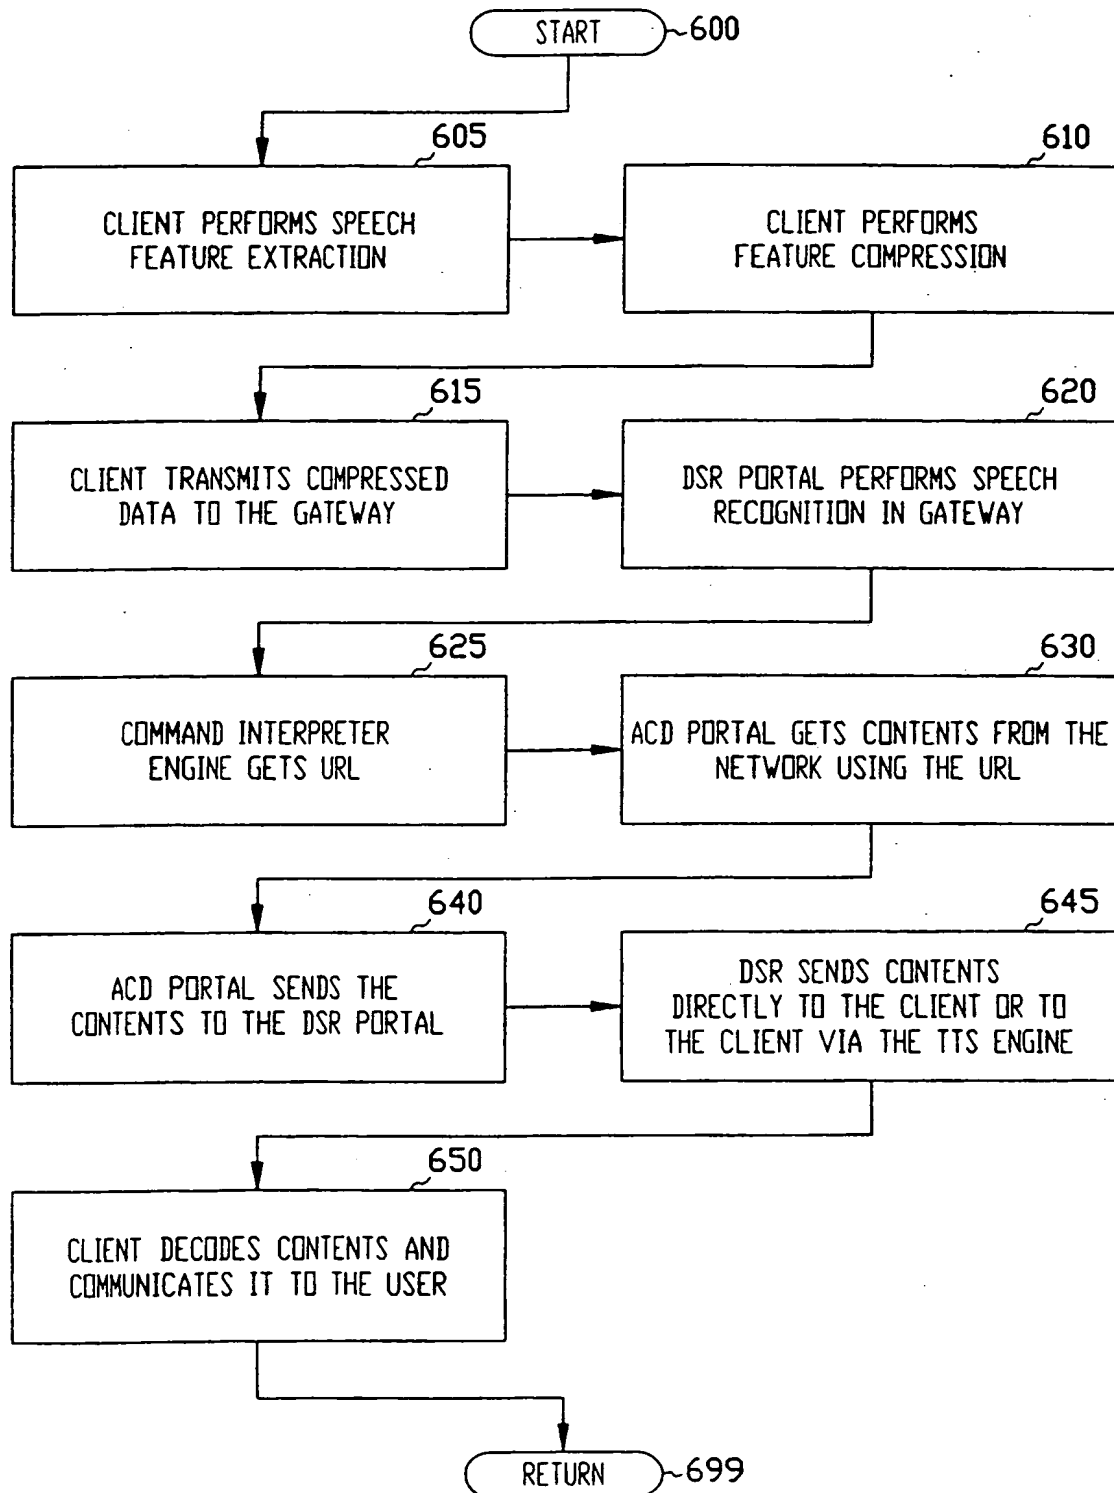 START
600
605
CLIENT PERFORMS SPEECH
FEATURE EXTRACTION
610
CLIENT PERFORMS
FEATURE COMPRESSION
615
CLIENT TRANSMITS COMPRESSED
DATA TO THE GATEWAY
620
DSR PORTAL PERFORMS SPEECH
RECOGNITION IN GATEWAY
625
COMMAND INTERPRETER
ENGINE GETS URL
630
ACD PORTAL GETS CONTENTS FROM THE
NETWORK USING THE URL
640
ACD PORTAL SENDS THE
CONTENTS TO THE DSR PORTAL
645
DSR SENDS CONTENTS
DIRECTLY TO THE CLIENT OR TO
THE CLIENT VIA THE TTS ENGINE
650
CLIENT DECODES CONTENTS AND
COMMUNICATES IT TO THE USER
RETURN
699